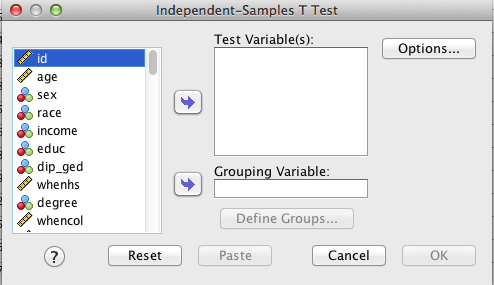 Independent-Samples T Test
Test Variable(s):
Options...
id
age
sex
race
income
educ
dip_ged
whenhs
degree
whencol
Grouping Variable:
Define Groups...
?
Reset
Paste
Cancel
OK